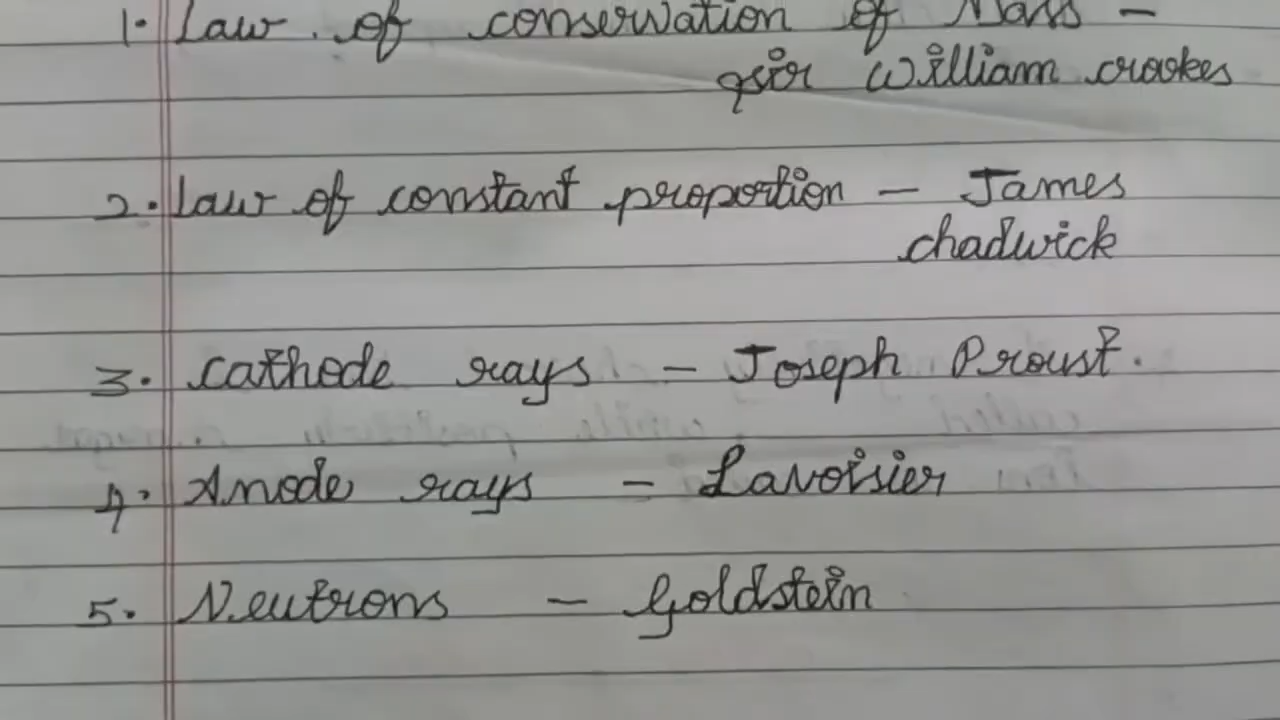 1. Law of conservation of Mass -
Sir William crookes
2. Law of constant proportion - James
chadwick
3. Cathode rays - Joseph Proust.
4. Anode rays - Lavoisier
5. Neutrons - Goldstein